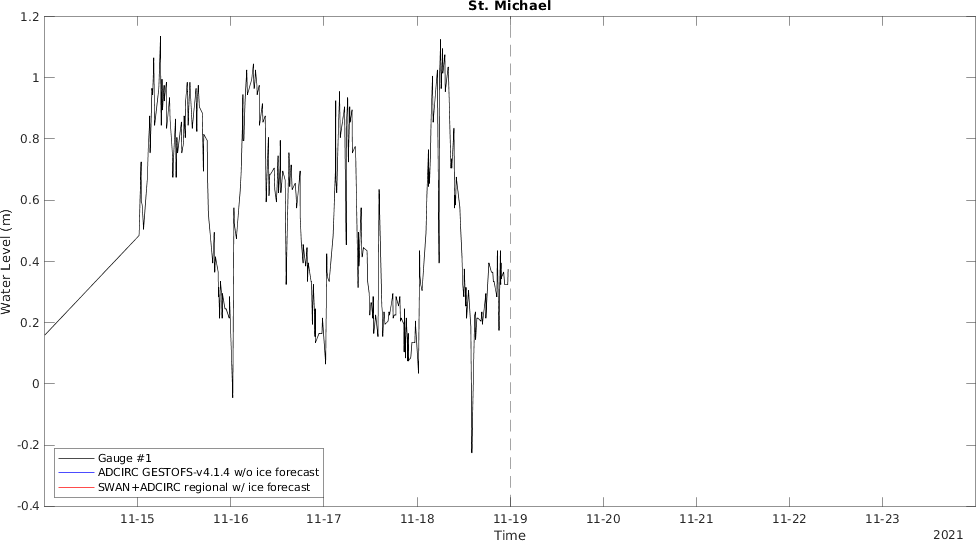 St. Michael
1.2
1
0.8
0.6
0.4
0.2
0
-0.2
-0.4
Water Level (m)
Gauge #1
ADCIRC GESTOFS-v4.1.4 w/o ice forecast
SWAN+ADCIRC regional w/ ice forecast
11-15 11-16 11-17 11-18 11-19 11-20 11-21 11-22 11-23
Time
2021